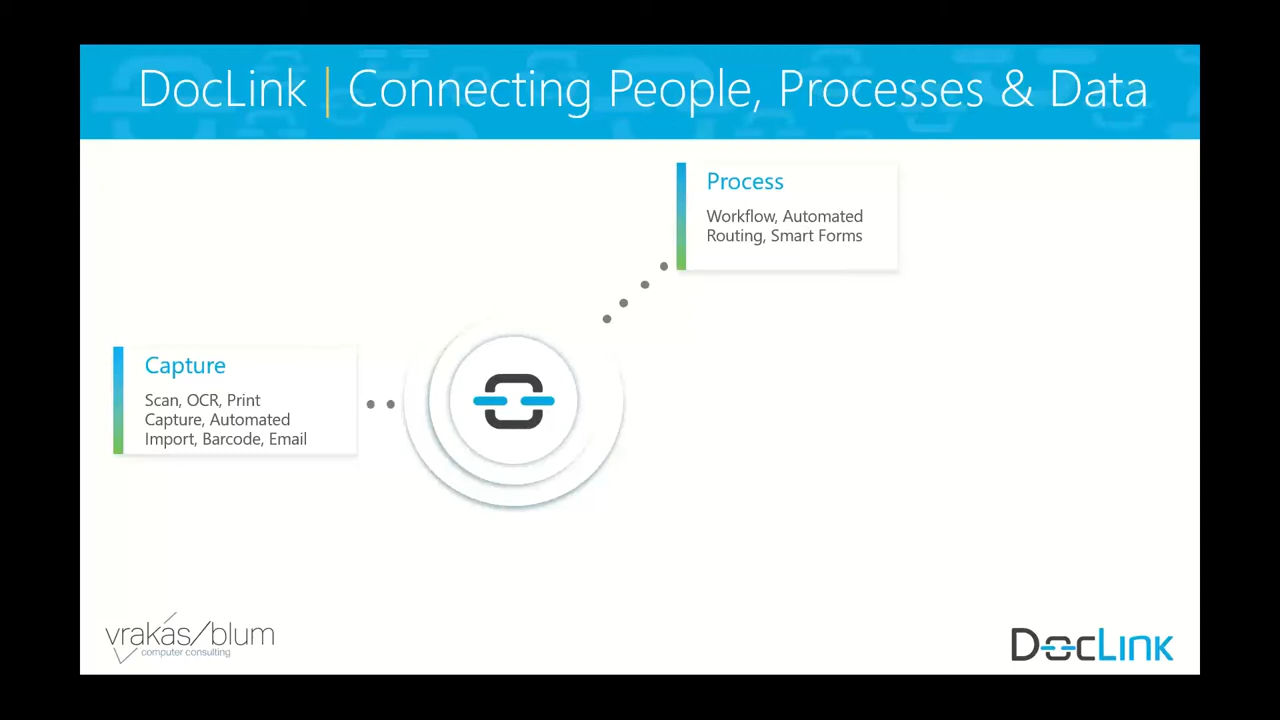 DocLink | Connecting People, Processes & Data
Process
Workflow, Automated
Routing, Smart Forms
Capture
Scan, OCR, Print
Capture, Automated
Import, Barcode, Email
vrakas/blum
computer consulting
DocLink